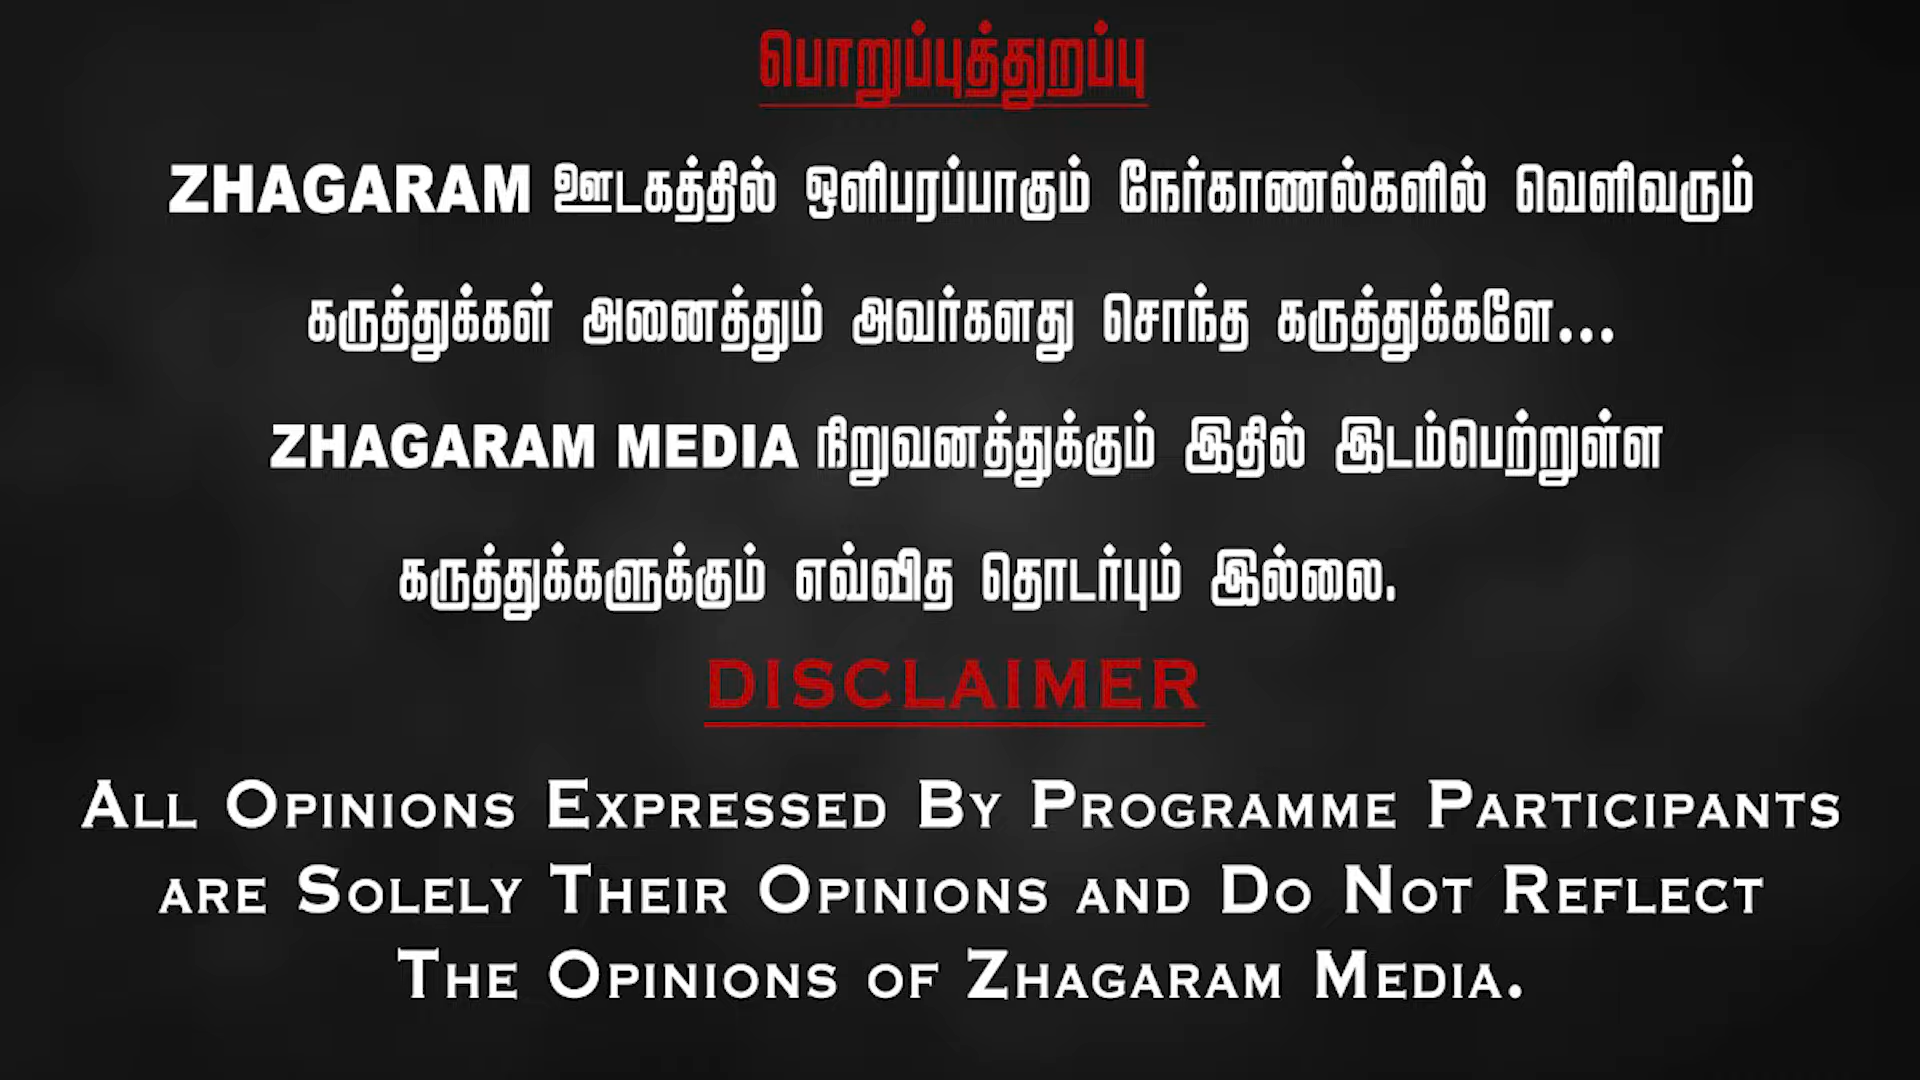 பொறுப்புத்துறப்பு
ZHAGARAM ஊடகத்தில் ஒளிபரப்பாகும் நேர்காணல்களில் வெளிவரும்
கருத்துக்கள் அனைத்தும் அவர்களது சொந்த கருத்துக்களே...
ZHAGARAM MEDIA நிறுவனத்துக்கும் இதில் இடம்பெற்றுள்ள
கருத்துக்களுக்கும் எவ்வித தொடர்பும் இல்லை.
DISCLAIMER
ALL OPINIONS EXPRESSED BY PROGRAMME PARTICIPANTS
ARE SOLELY THEIR OPINIONS AND DO NOT REFLECT
THE OPINIONS OF ZHAGARAM MEDIA.